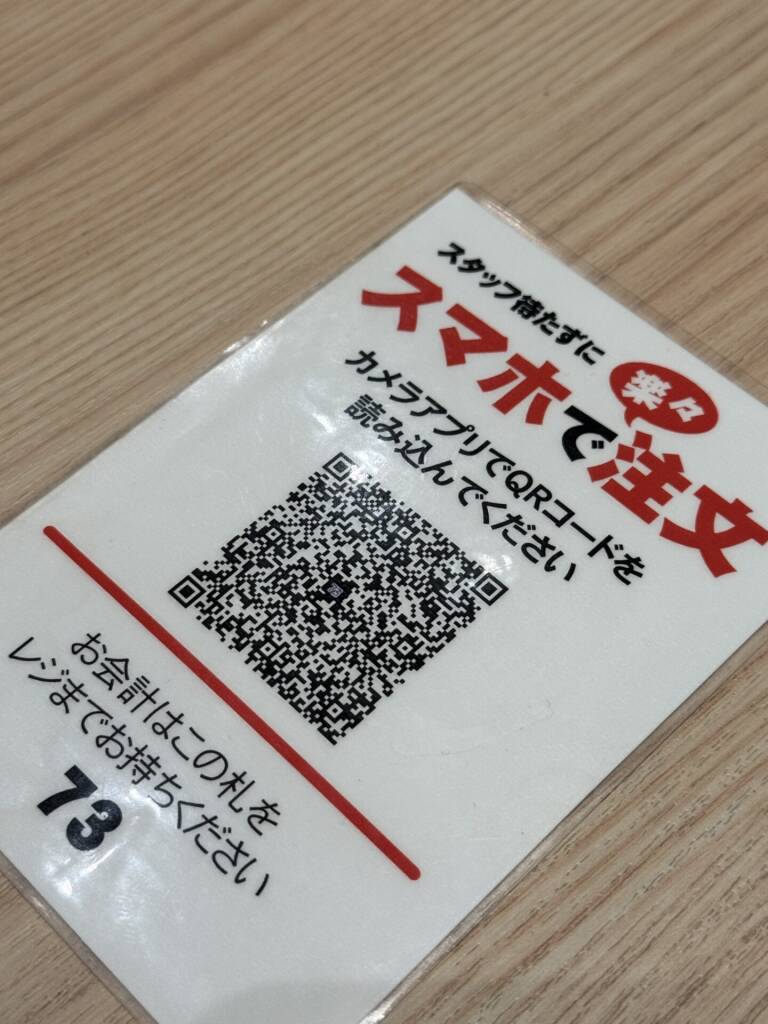 スタッフ待たずに
楽々
スマホで注文
カメラアプリでQRコードを
読み込んでください
お会計はこの札を
レジまでお持ちください
73